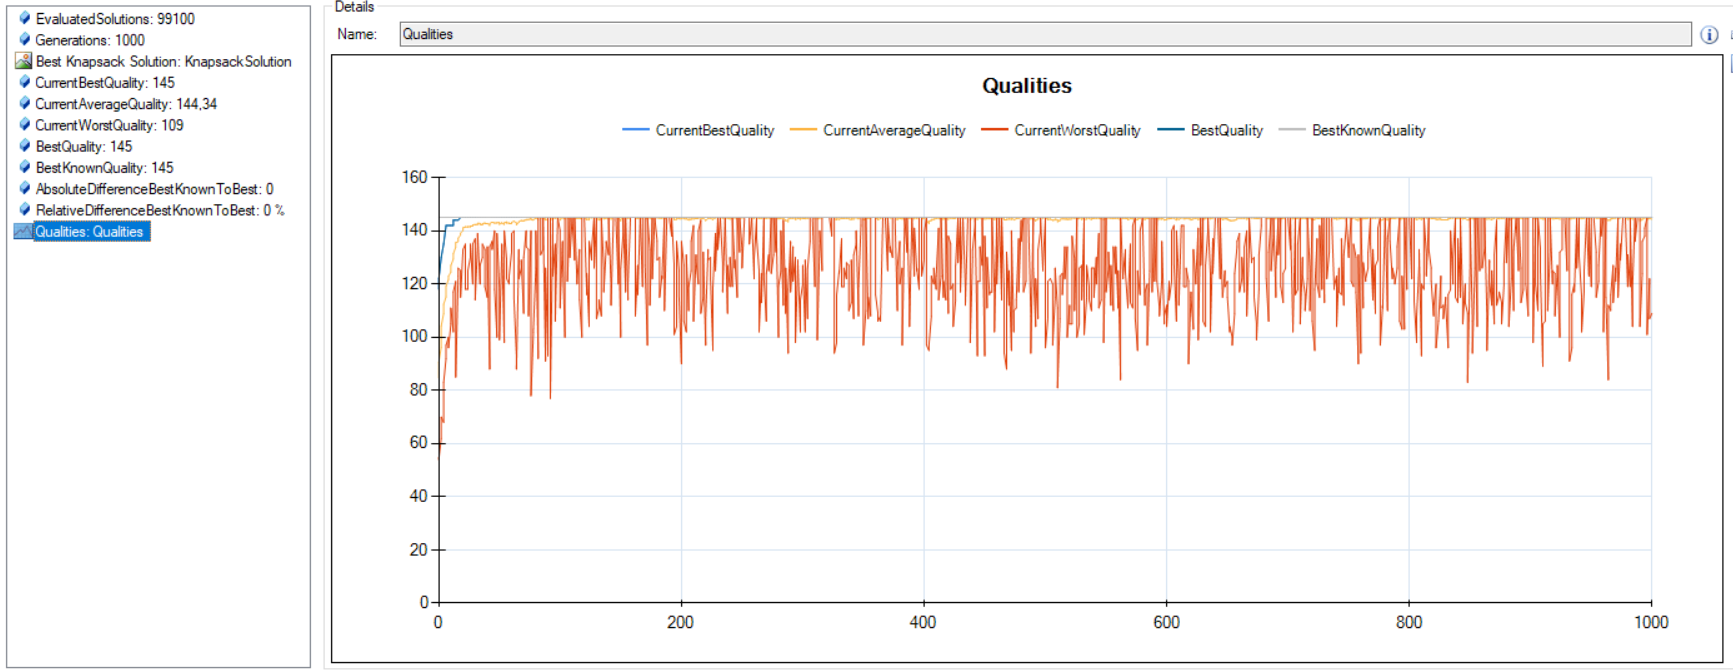 EvaluatedSolutions: 99100
Generations: 1000
Best Knapsack Solution: KnapsackSolution
CurrentBestQuality: 145
CurrentAverageQuality: 144,34
CurrentWorstQuality: 109
BestQuality: 145
BestKnownQuality: 145
AbsoluteDifferenceBestKnownToBest: 0
RelativeDifferenceBestKnownToBest: 0 %
Qualities: Qualities
Details
Name: Qualities
Qualities
CurrentBestQuality CurrentAverageQuality CurrentWorstQuality BestQuality BestKnownQuality
160
140
120
100
80
60
40
20
0
0 200 400 600 800 1000